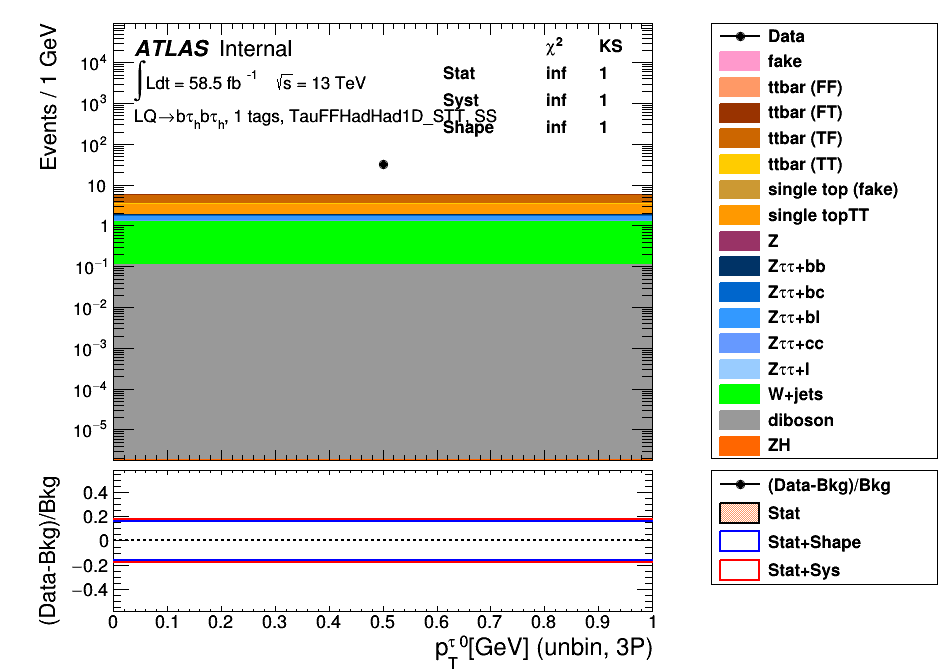 Events / 1 GeV
10⁴
10³
10²
10
1
10⁻¹
10⁻²
10⁻³
10⁻⁴
10⁻⁵
ATLAS Internal
∫Ldt = 58.5 fb⁻¹ √s = 13 TeV
LQ→bτₕbτₕ, 1 tags, TauFFHadHad1D_STT, SS
χ² KS
Stat inf 1
Syst inf 1
Shape inf 1
Data
fake
ttbar (FF)
ttbar (FT)
ttbar (TF)
ttbar (TT)
single top (fake)
single topTT
Z
Zττ+bb
Zττ+bc
Zττ+bl
Zττ+cc
Zττ+l
W+jets
diboson
ZH
(Data-Bkg)/Bkg
0.4
0.2
0
−0.2
−0.4
0 0.1 0.2 0.3 0.4 0.5 0.6 0.7 0.8 0.9 1
p_T^τ 0[GeV] (unbin, 3P)
(Data-Bkg)/Bkg
Stat
Stat+Shape
Stat+Sys